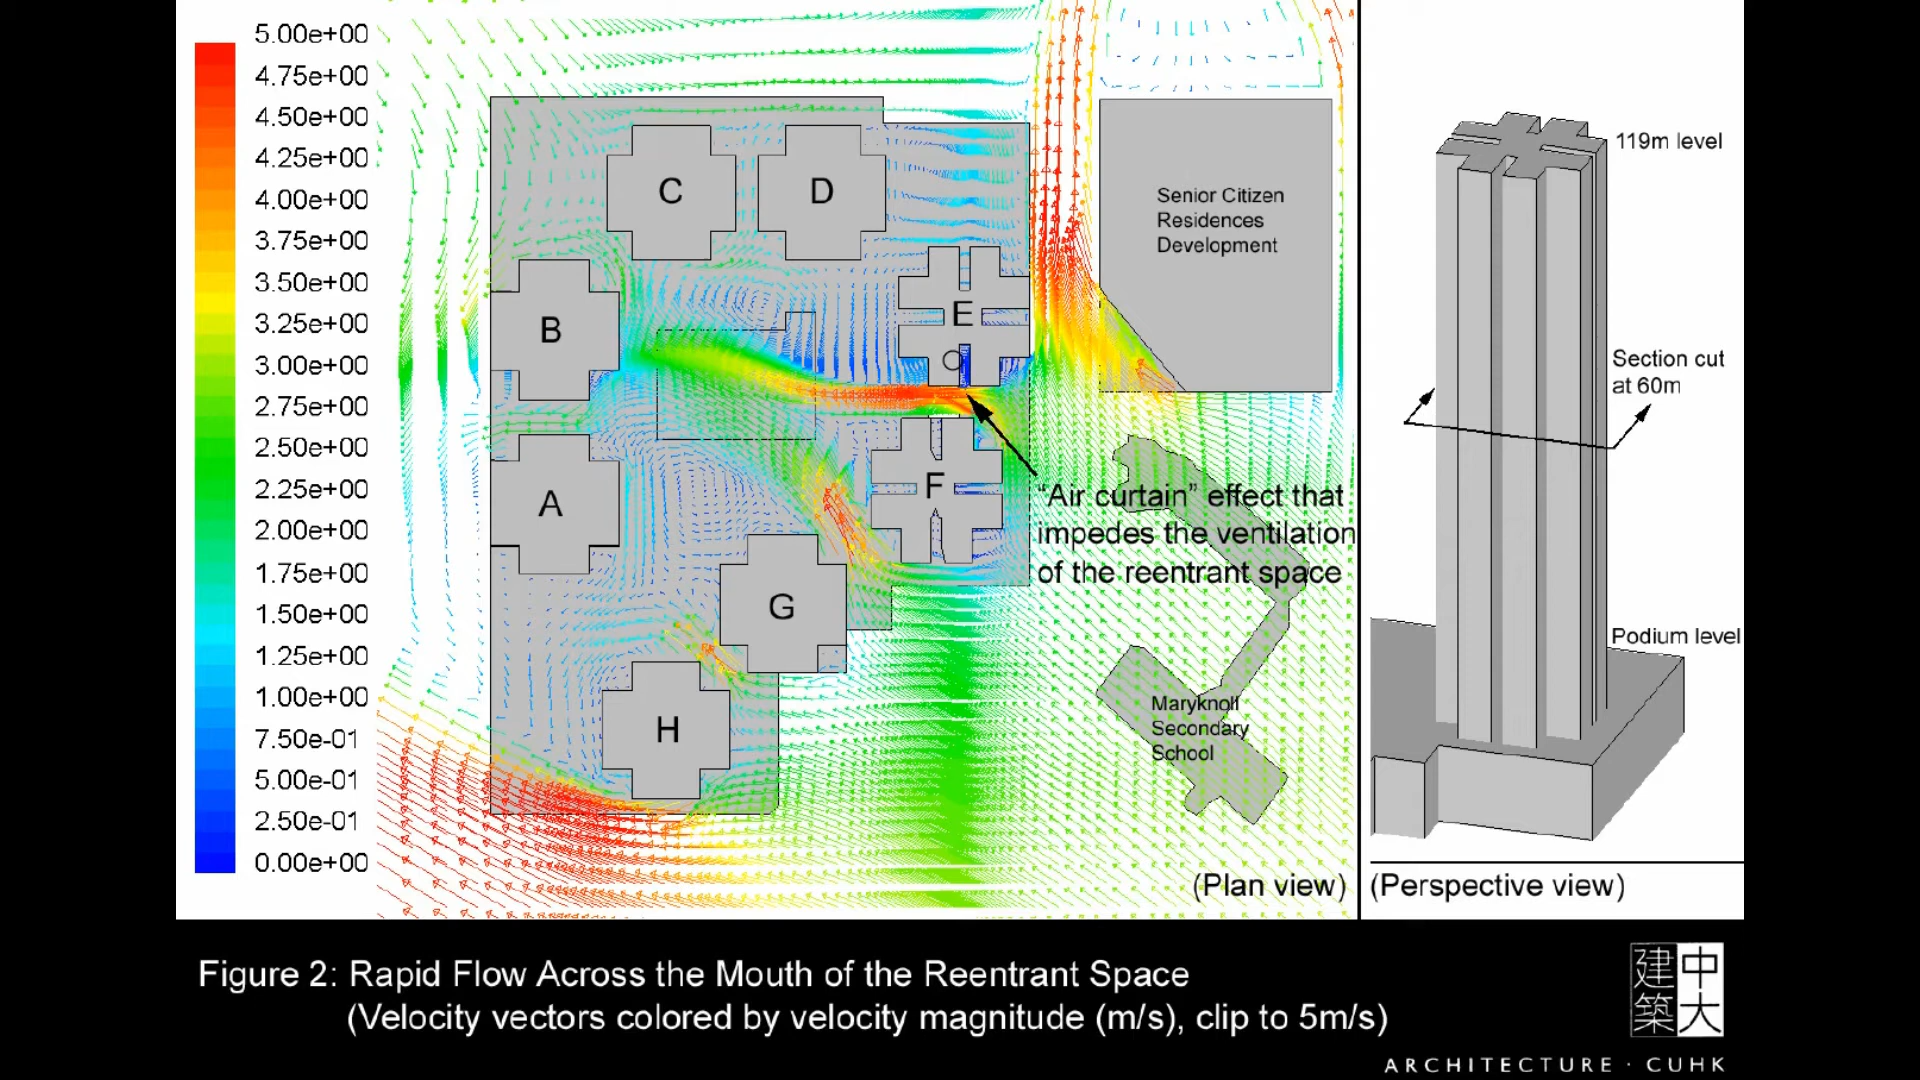 5.00e+00
4.75e+00
4.50e+00
4.25e+00
4.00e+00
3.75e+00
3.50e+00
3.25e+00
3.00e+00
2.75e+00
2.50e+00
2.25e+00
2.00e+00
1.75e+00
1.50e+00
1.25e+00
1.00e+00
7.50e-01
5.00e-01
2.50e-01
0.00e+00
C
D
B
E
A
F
G
H
Senior Citizen
Residences
Development
“Air curtain” effect that
impedes the ventilation
of the reentrant space
Maryknoll
Secondary
School
(Plan view)
119m level
Section cut
at 60m
Podium level
(Perspective view)
Figure 2: Rapid Flow Across the Mouth of the Reentrant Space
(Velocity vectors colored by velocity magnitude (m/s), clip to 5m/s)
中大
建築
ARCHITECTURE · CUHK